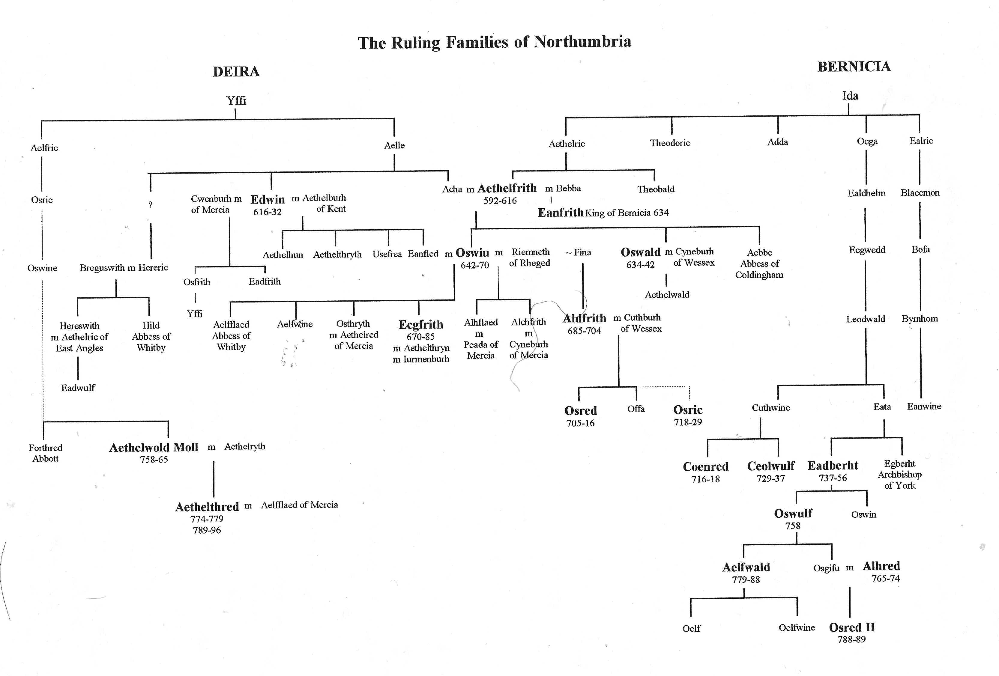 The Ruling Families of Northumbria
DEIRA
BERNICIA
Yffi
Ida
Aelfric
Aelle
Aethelric
Theodoric
Adda
Ocga
Ealric
Osric
?
Cwenburh m
of Mercia
Edwin
616-32
m Aethelburh
of Kent
Acha m Aethelfrith m Bebba
592-616
Theobald
Eanfrith King of Bernicia 634
Ealdhelm
Blaecmon
Oswine
Breguswith m Hereric
Osfrith
Eadfrith
Yffi
Aethelhun
Aethelthryth
Usefrea
Eanfled m Oswiu m
642-70
Riemneth
of Rheged
~ Fina
Oswald m Cyneburh
634-42 of Wessex
Aethelwald
Aebbe
Abbess of
Coldingham
Ecgwedd
Bofa
Hereswith
m Aethelric of
East Angles
Hild
Abbess of
Whitby
Aelfflaed
Abbess of
Whitby
Aelfwine
Osthryth
m Aethelred
of Mercia
Ecgfrith
670-85
m Aethelthryn
m Iurmenburh
Alhflaed
m
Peada of
Mercia
Alchfrith
m
Cyneburh
of Mercia
Aldfrith m Cuthburh
685-704 of Wessex
Leodwald
Byrnhom
Eadwulf
Osred
705-16
Offa
Osric
718-29
Cuthwine
Eata
Eanwine
Forthred
Abbott
Aethelwold Moll m Aethelryth
758-65
Coenred
716-18
Ceolwulf
729-37
Eadberht
737-56
Egberht
Archbishop
of York
Aethelthred m Aelfflaed of Mercia
774-779
789-96
Oswulf
758
Oswin
Aelfwald
779-88
Osgifu m Alhred
765-74
Oelf
Oelfwine
Osred II
788-89